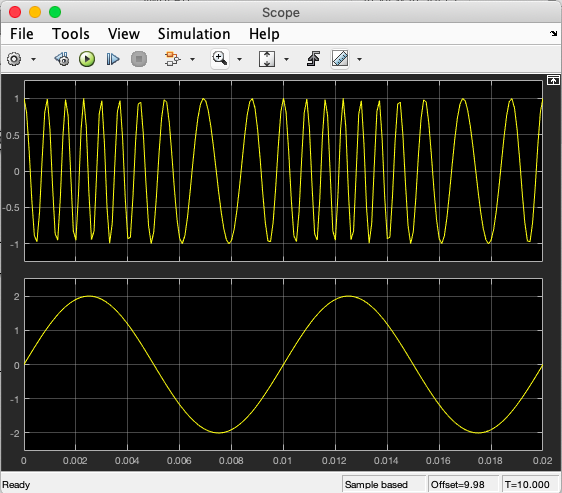 Scope
File Tools View Simulation Help
1
0.5
0
-0.5
-1
2
1
0
-1
-2
0 0.002 0.004 0.006 0.008 0.01 0.012 0.014 0.016 0.018 0.02
Ready Sample based Offset=9.98 T=10.000